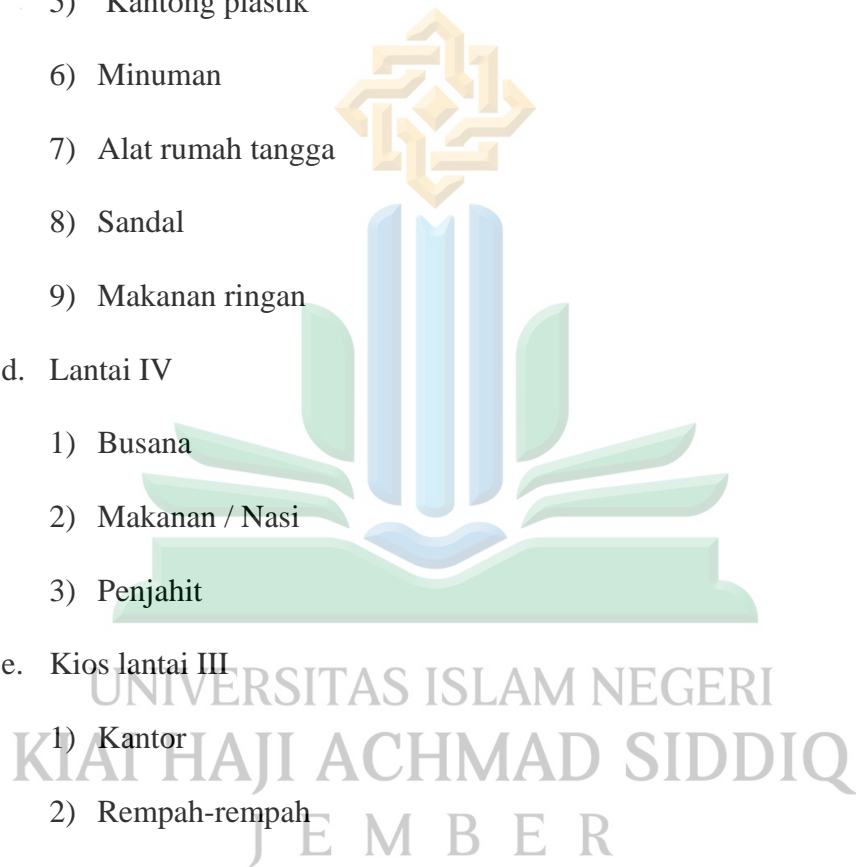 5) Kantong plastik
6) Minuman
7) Alat rumah tangga
8) Sandal
9) Makanan ringan
d. Lantai IV
1) Busana
2) Makanan / Nasi
3) Penjahit
e. Kios lantai III
UNIVERSITAS ISLAM NEGERI
1) Kantor
KIAI HAJI ACHMAD SIDDIQ
2) Rempah-rempah
JEMBER